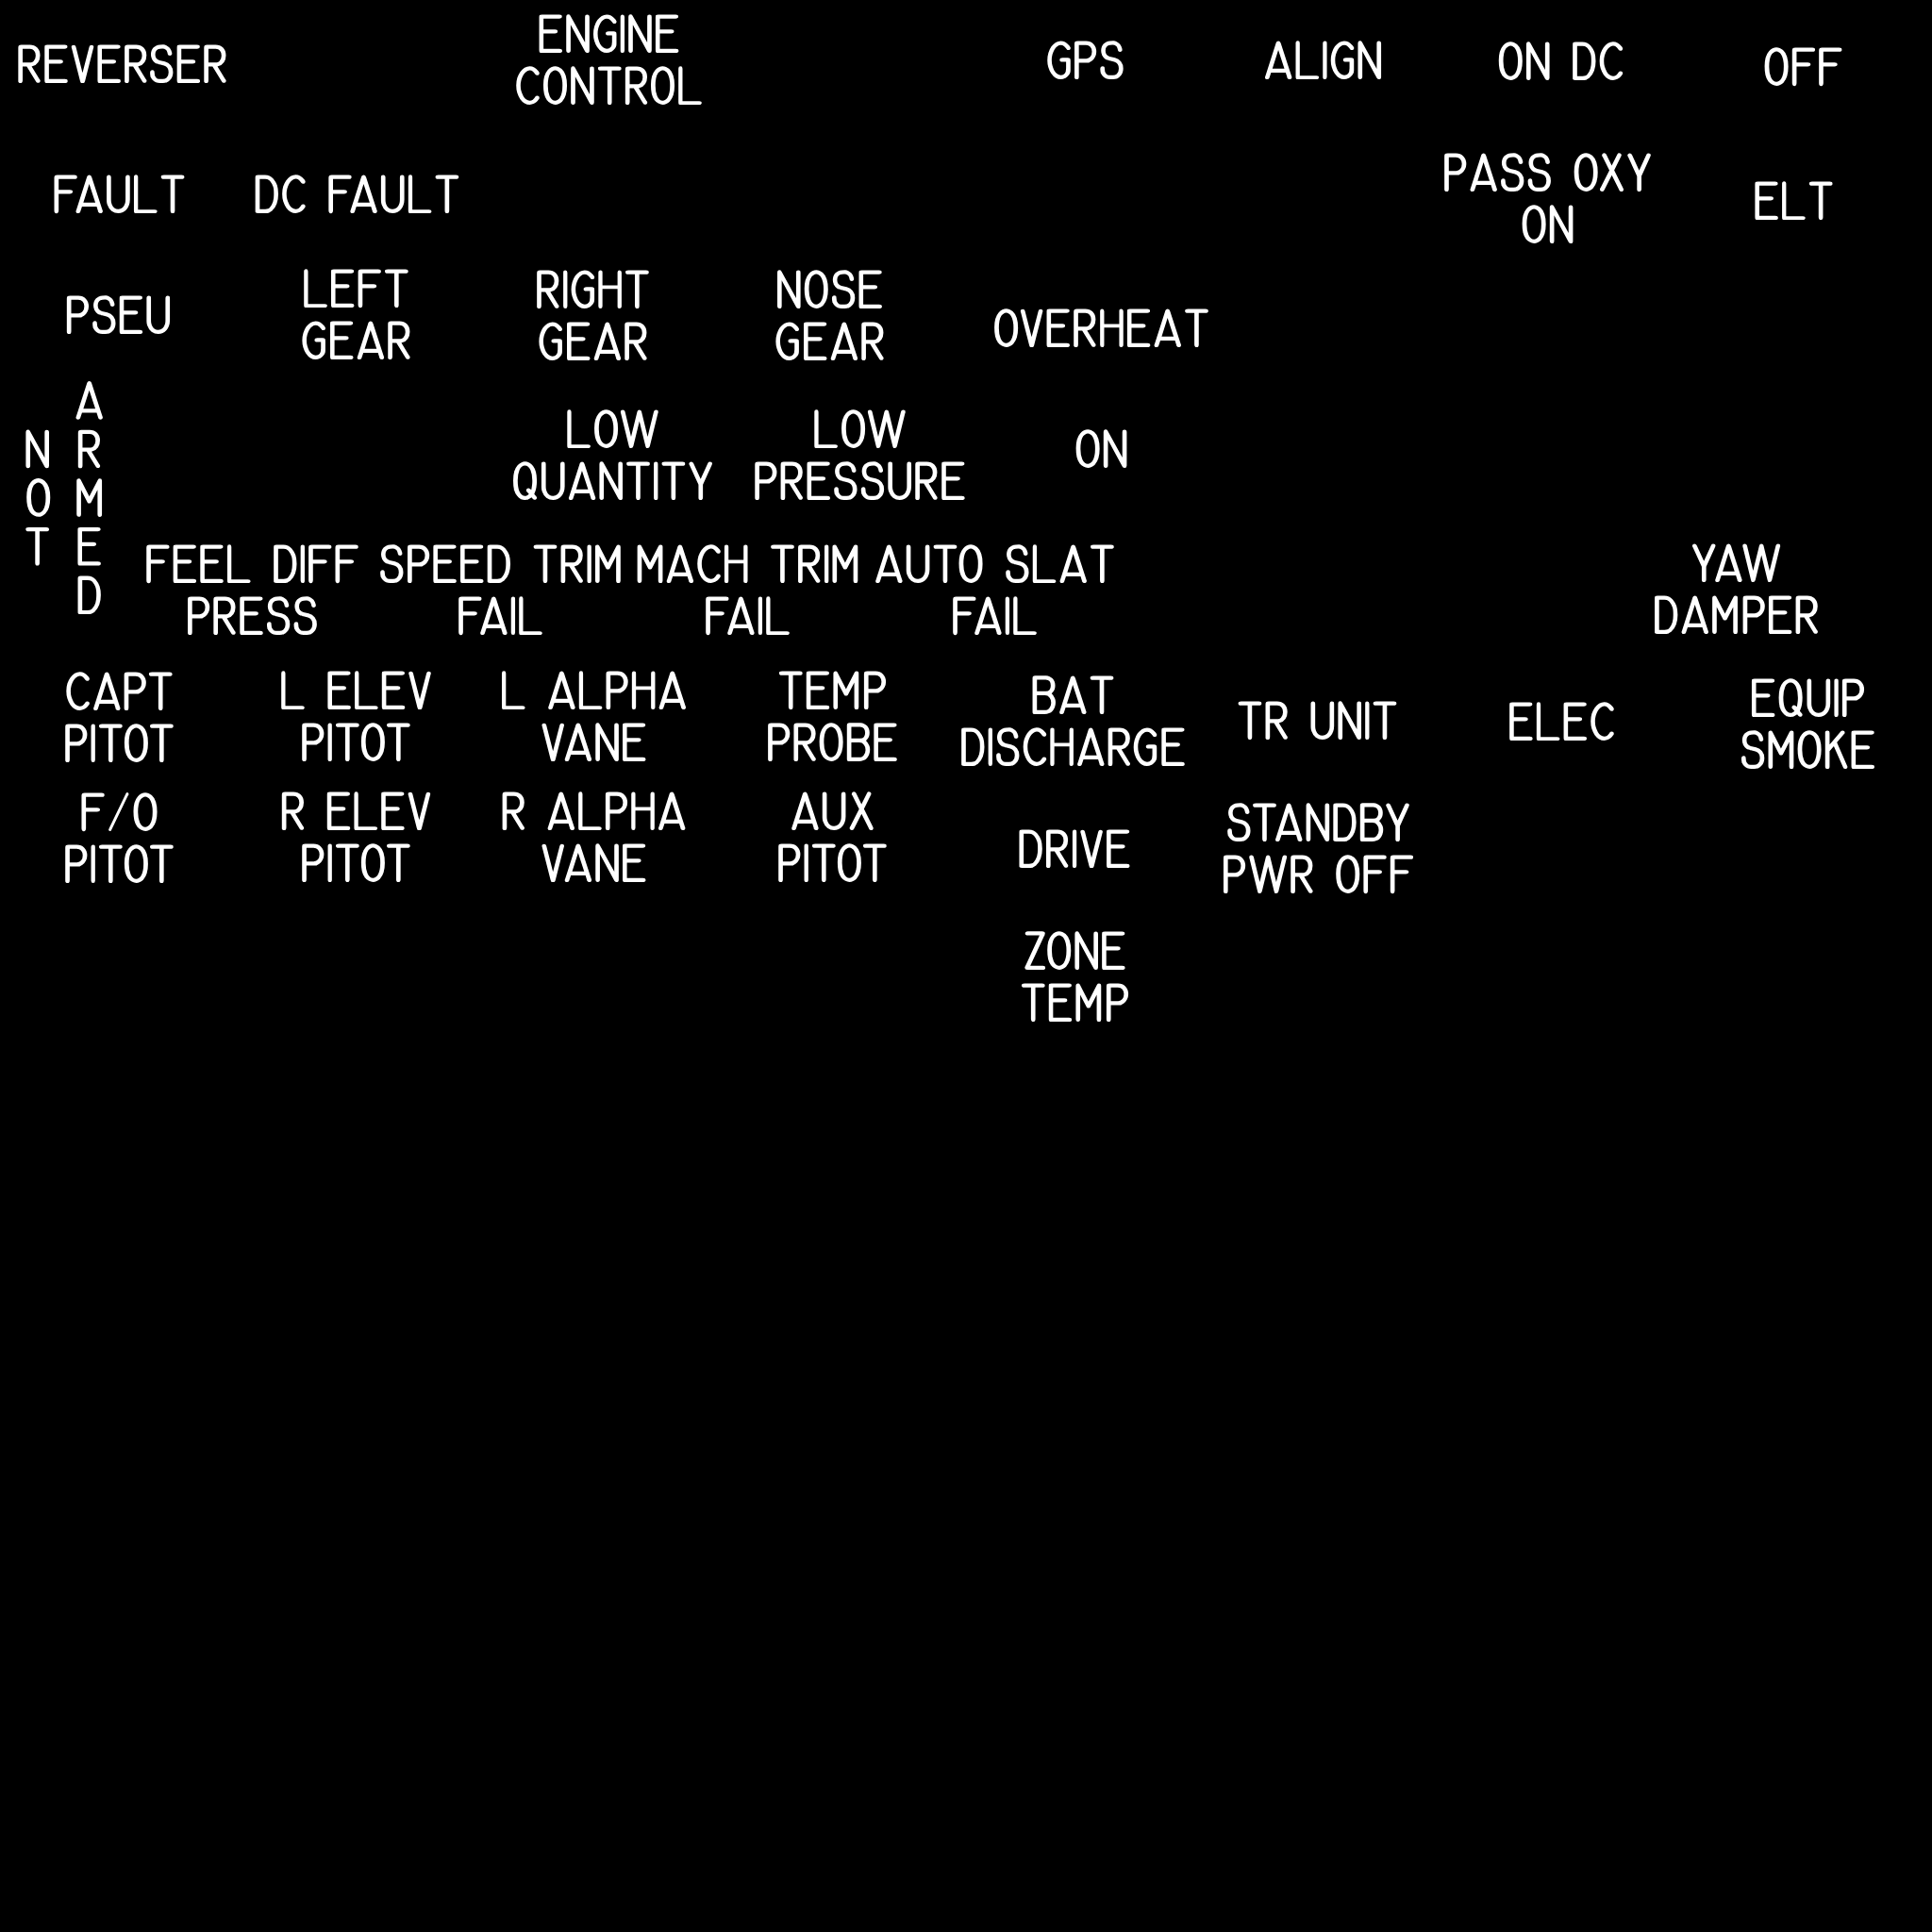 REVERSER
ENGINE
CONTROL
GPS
ALIGN
ON DC
OFF
FAULT
DC FAULT
PASS OXY
ON
ELT
PSEU
LEFT
GEAR
RIGHT
GEAR
NOSE
GEAR
OVERHEAT
NOT
ARMED
LOW
QUANTITY
LOW
PRESSURE
ON
FEEL DIFF
PRESS
SPEED TRIM
FAIL
MACH TRIM
FAIL
AUTO SLAT
FAIL
YAW
DAMPER
CAPT
PITOT
L ELEV
PITOT
L ALPHA
VANE
TEMP
PROBE
BAT
DISCHARGE
TR UNIT
ELEC
EQUIP
SMOKE
F/O
PITOT
R ELEV
PITOT
R ALPHA
VANE
AUX
PITOT
DRIVE
STANDBY
PWR OFF
ZONE
TEMP